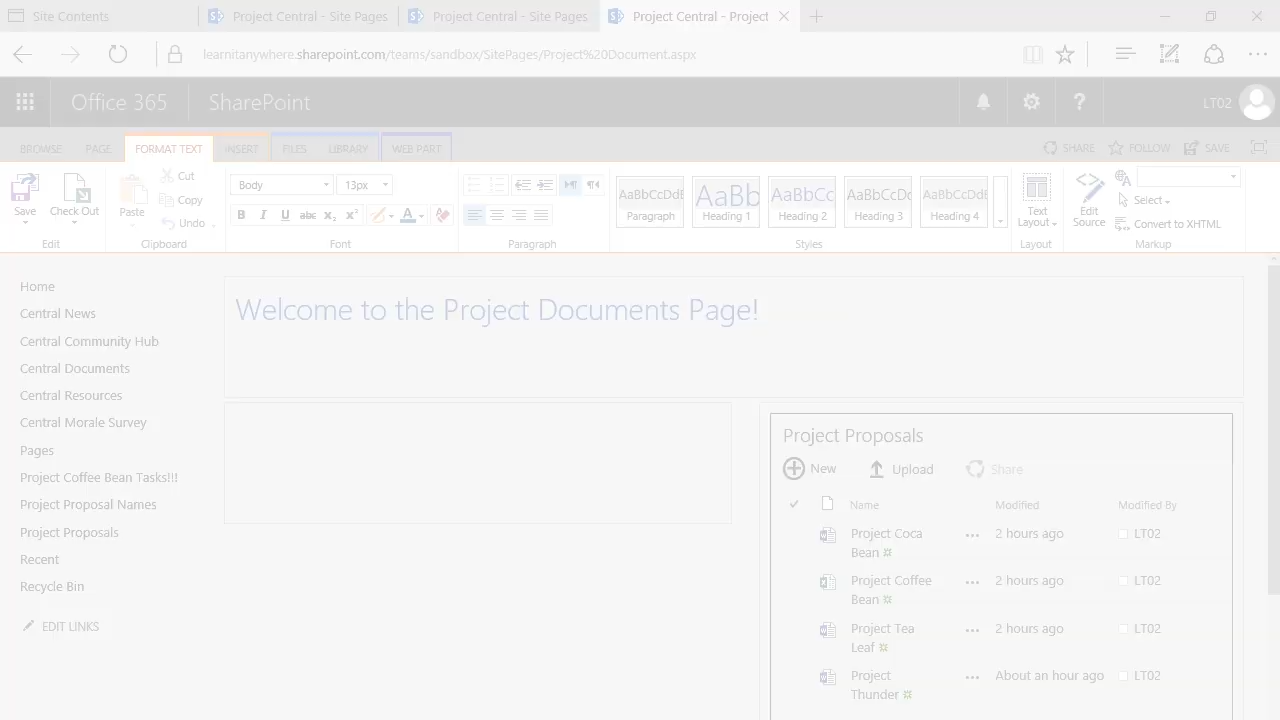 Site Contents
Project Central - Site Pages
Project Central - Site Pages
Project Central - Project
learnitanywhere.sharepoint.com/teams/sandbox/SitePages/Project%20Document.aspx
Office 365
SharePoint
LT02
BROWSE
PAGE
FORMAT TEXT
INSERT
FILES
LIBRARY
WEB PART
SHARE
FOLLOW
SAVE
Save
Check Out
Edit
Paste
Cut
Copy
Undo
Clipboard
Body
13px
B I U abc x₂ x²
A
Font
Paragraph
AaBbCcDdE
Paragraph
AaBb
Heading 1
AaBbCc
Heading 2
AaBbCcDc
Heading 3
AaBbCcDdE
Heading 4
Styles
Text
Layout
Layout
Edit
Source
Select
Convert to XHTML
Markup
Home
Central News
Central Community Hub
Central Documents
Central Resources
Central Morale Survey
Pages
Project Coffee Bean Tasks!!!
Project Proposal Names
Project Proposals
Recent
Recycle Bin
EDIT LINKS
Welcome to the Project Documents Page!
Project Proposals
New
Upload
Share
Name Modified Modified By
Project Coca ... 2 hours ago LT02
Bean
Project Coffee ... 2 hours ago LT02
Bean
Project Tea ... 2 hours ago LT02
Leaf
Project ... About an hour ago LT02
Thunder